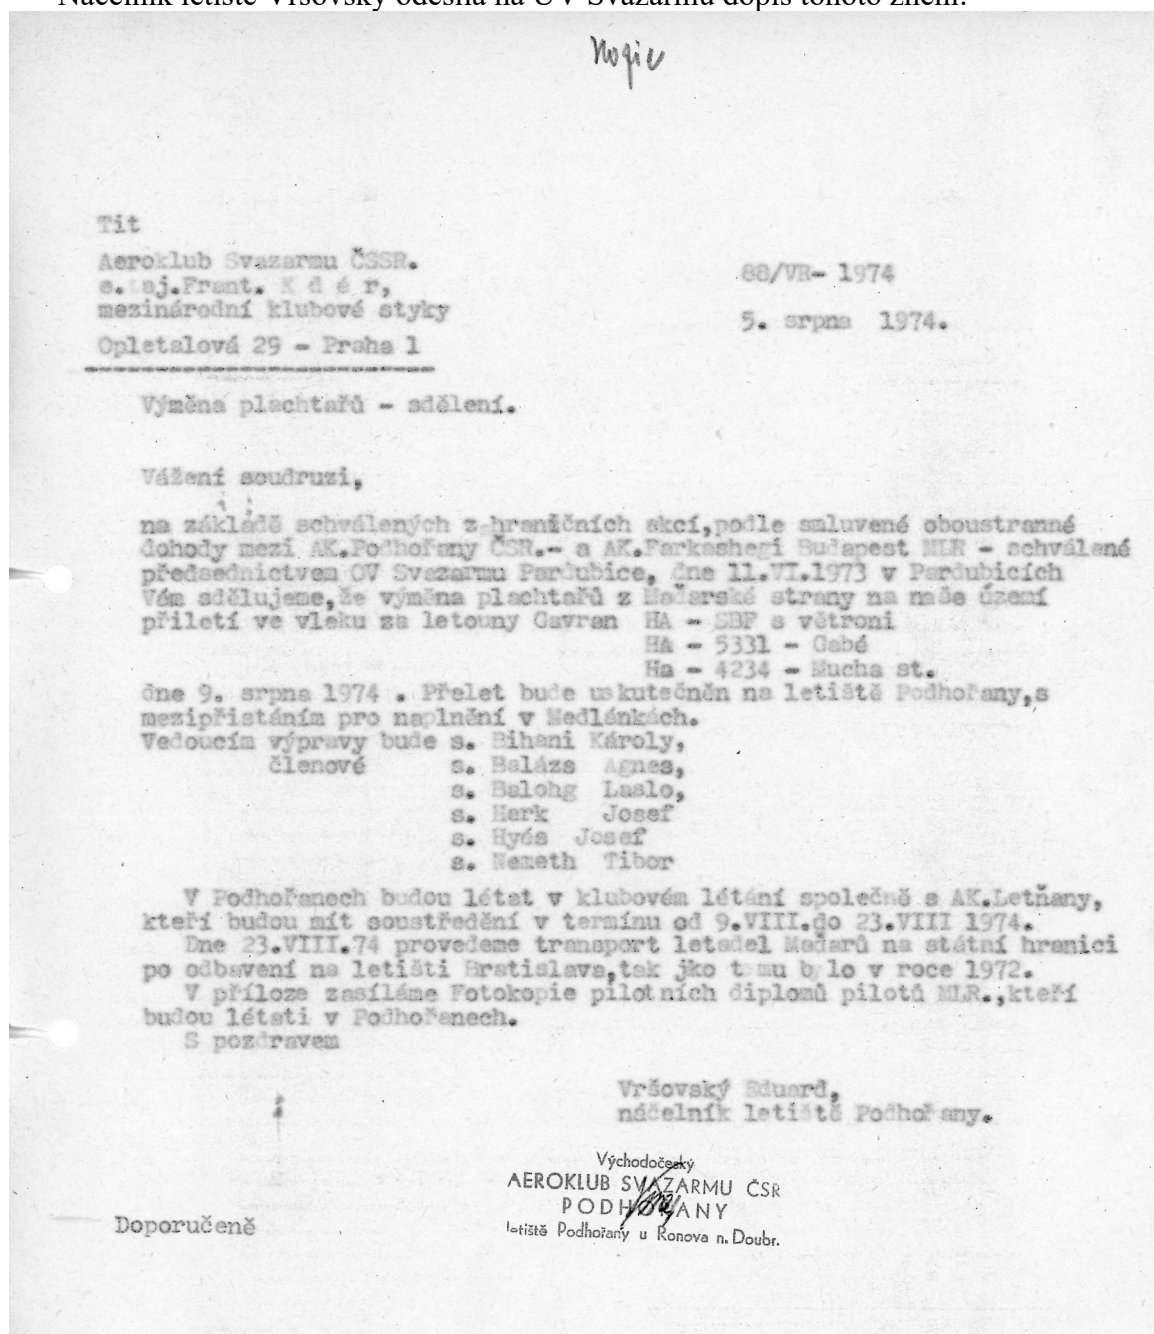 Náčelník letiště Vršovský odeslal na ÚV Svazarmu dopis tohoto znění:
Tit
Aeroklub Svazarmu ČSSR.
Frant. K d é r,
mezinárodní klubové styky
Opletalová 29 - Praha 1
88/VR- 1974
5. srpna 1974.
Výměna plachtařů - sdělení.
Vážení soudruzi,
na základě schválených z hraničních akcí,podle smluvené oboustranné
dohody mezi AK.Podhořany ČSR.- a AK.Farkashegi Budapest MLR - schválené
předsednictvem OV Svazarmu Pardubice, dne 11.VI.1973 v Pardubicích
Vám sdělujeme,že výměna plachtařů z Maďarské strany na naše území
přiletí ve vleku za letouny Gavran HA - SBF s větroni
HA - 5331 - Gabé
Ha - 4234 - Mucha st.
dne 9. srpna 1974 . Přelet bude uskutečněn na letiště Podhořany,s
mezipřistáním pro naplnění v Medlánkách.
Vedoucím výpravy bude s. Bihani Károly,
členové s. Balázs Agnes,
s. Balohg Laslo,
s. Herk Josef
s. Hyés Josef
s. Nemeth Tibor
V Podhořanech budou létat v klubovém létání společně s AK.Letňany,
kteří budou mít soustředění v termínu od 9.VIII.do 23.VIII 1974.
Dne 23.VIII.74 provedeme transport letadel Maďarů na státní hranici
po odbavení na letišti Bratislava,tak jko tomu bylo v roce 1972.
V příloze zasíláme Fotokopie pilotních diplomů pilotů MLR.,kteří
budou létati v Podhořanech.
S pozdravem
Vršovský Eduard,
náčelník letiště Podhořany.
Východočeský
AEROKLUB SVAZARMU ČSR
PODHOŘANY
letiště Podhořany u Ronova n. Doubr.
Doporučeně